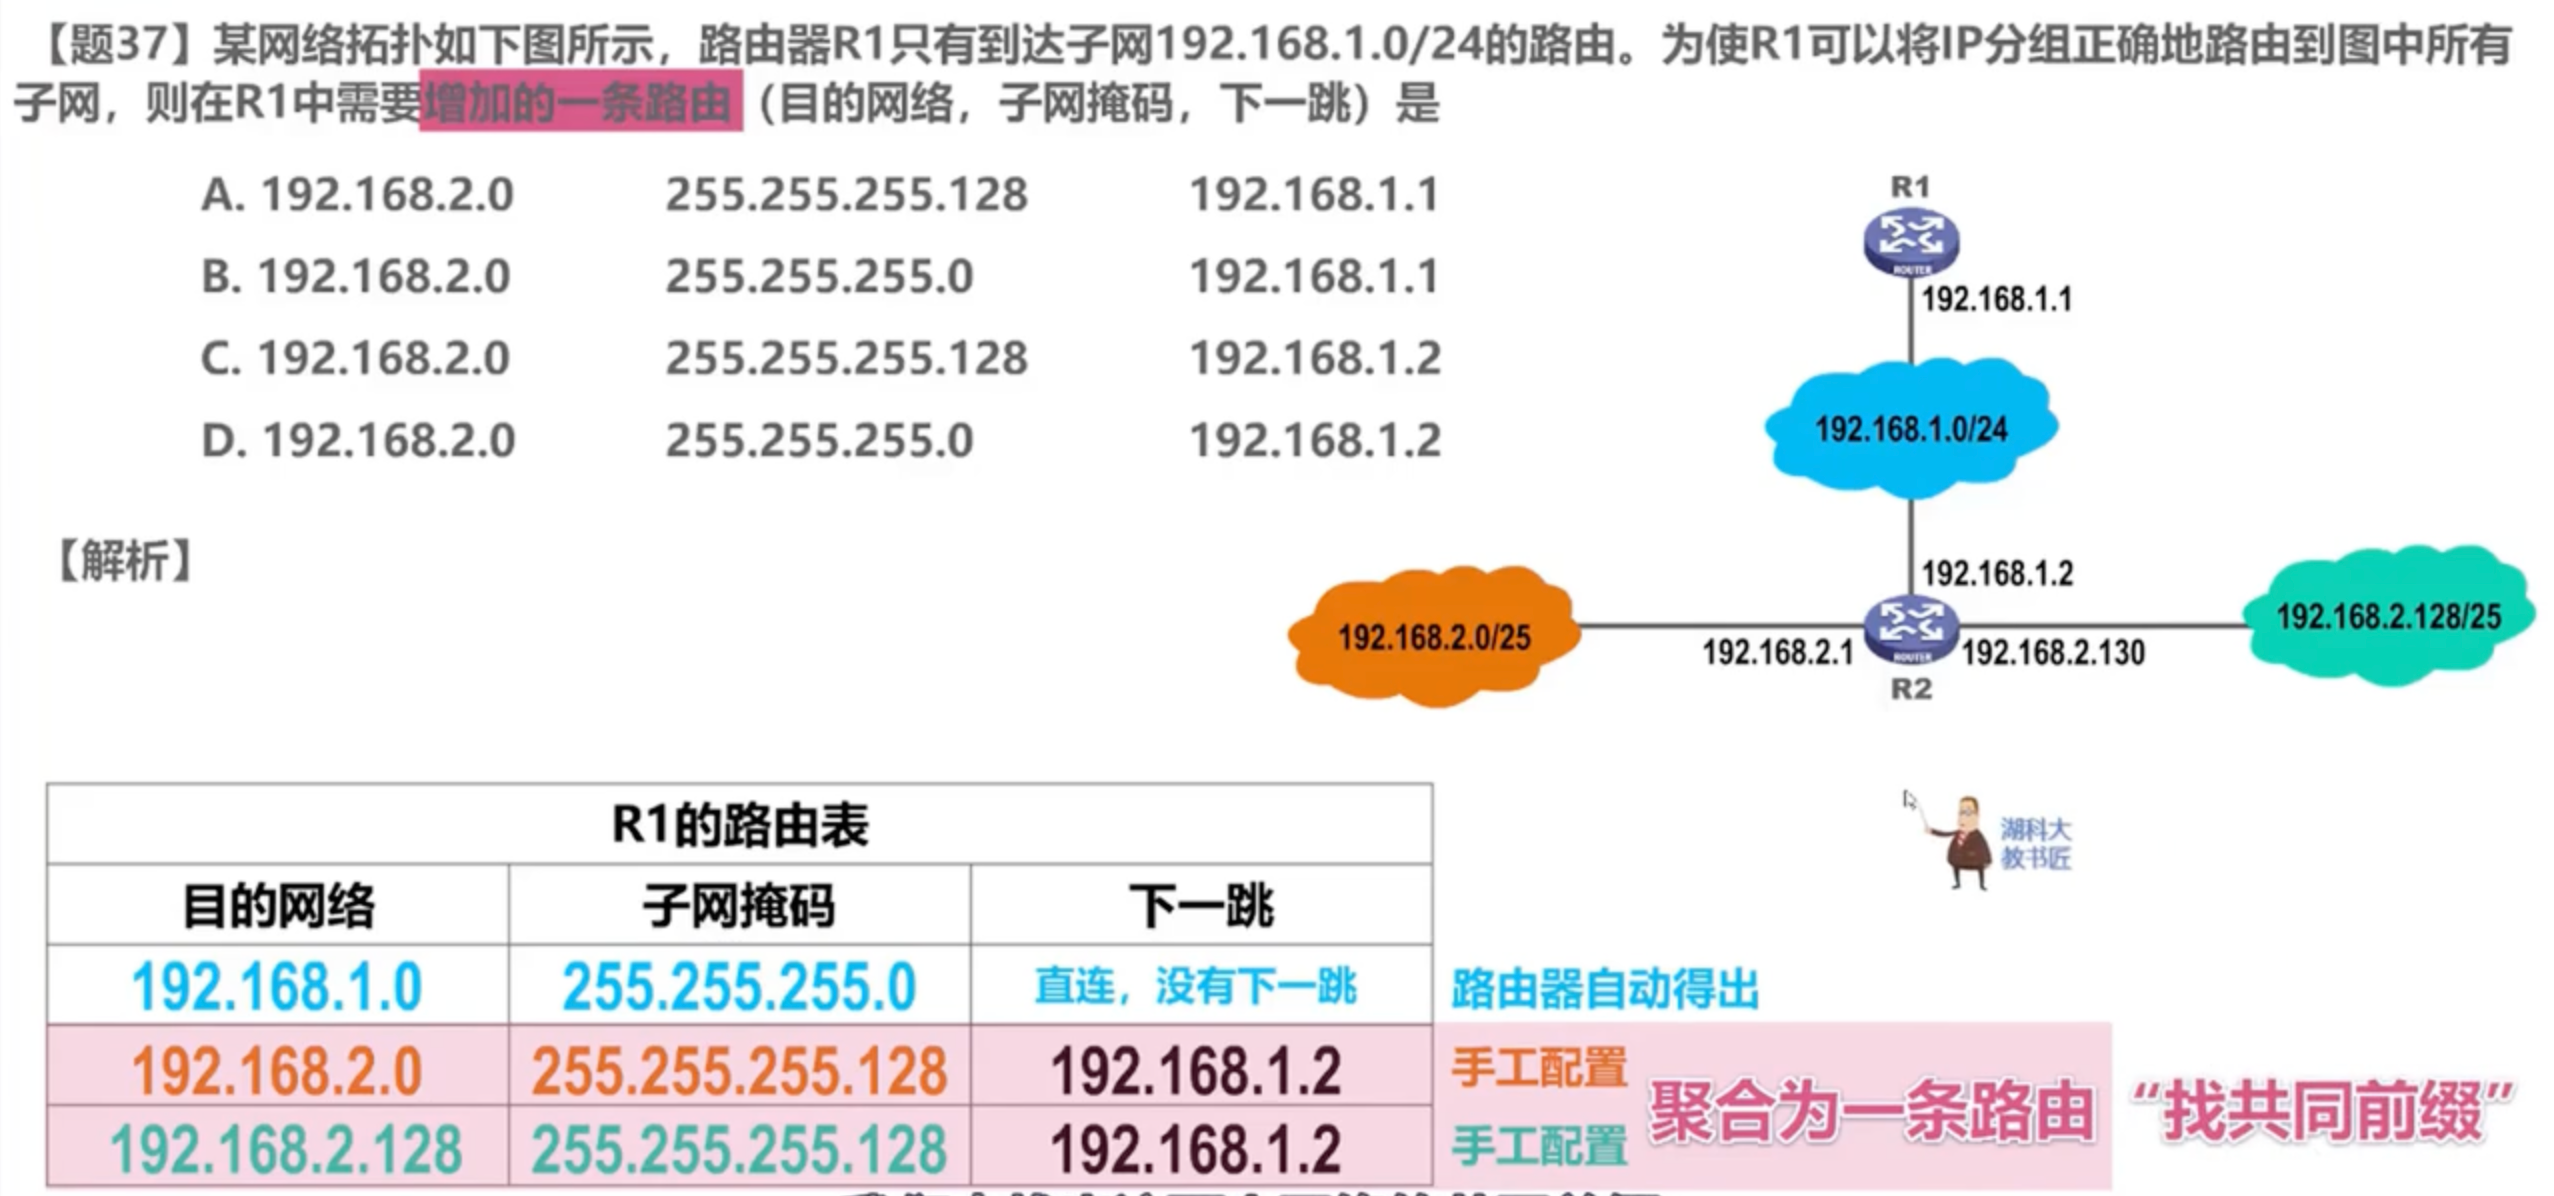 【题37】某网络拓扑如下图所示，路由器R1只有到达子网192.168.1.0/24的路由。为使R1可以将IP分组正确地路由到图中所有
子网，则在R1中需要增加的一条路由（目的网络，子网掩码，下一跳）是
A. 192.168.2.0 255.255.255.128 192.168.1.1
B. 192.168.2.0 255.255.255.0 192.168.1.1
C. 192.168.2.0 255.255.255.128 192.168.1.2
D. 192.168.2.0 255.255.255.0 192.168.1.2
R1
ROUTER
192.168.1.1
192.168.1.0/24
192.168.1.2
【解析】
192.168.2.0/25
192.168.2.1
ROUTER
192.168.2.130
192.168.2.128/25
R2
湖科大
教书匠
R1的路由表
目的网络 子网掩码 下一跳
192.168.1.0 255.255.255.0 直连，没有下一跳 路由器自动得出
192.168.2.0 255.255.255.128 192.168.1.2 手工配置
192.168.2.128 255.255.255.128 192.168.1.2 手工配置
聚合为一条路由 “找共同前缀”